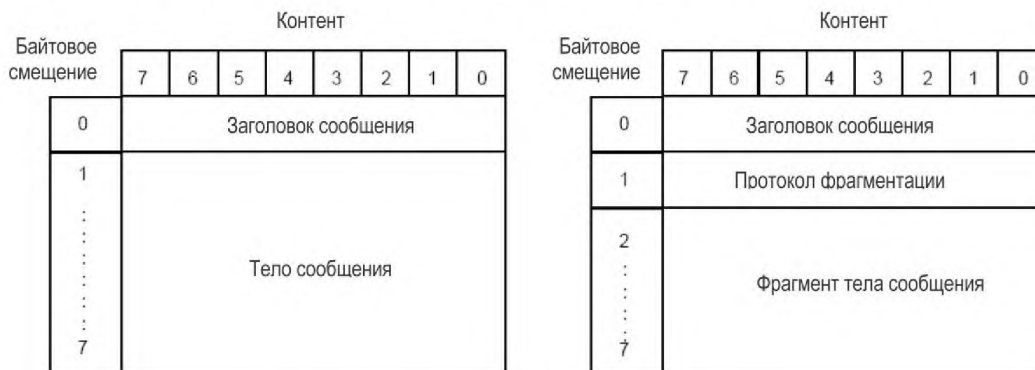 Контент
Байтовое
смещение
7 6 5 4 3 2 1 0
0 Заголовок сообщения
1
Тело сообщения
7
Контент
Байтовое
смещение
7 6 5 4 3 2 1 0
0 Заголовок сообщения
1 Протокол фрагментации
2
Фрагмент тела сообщения
7